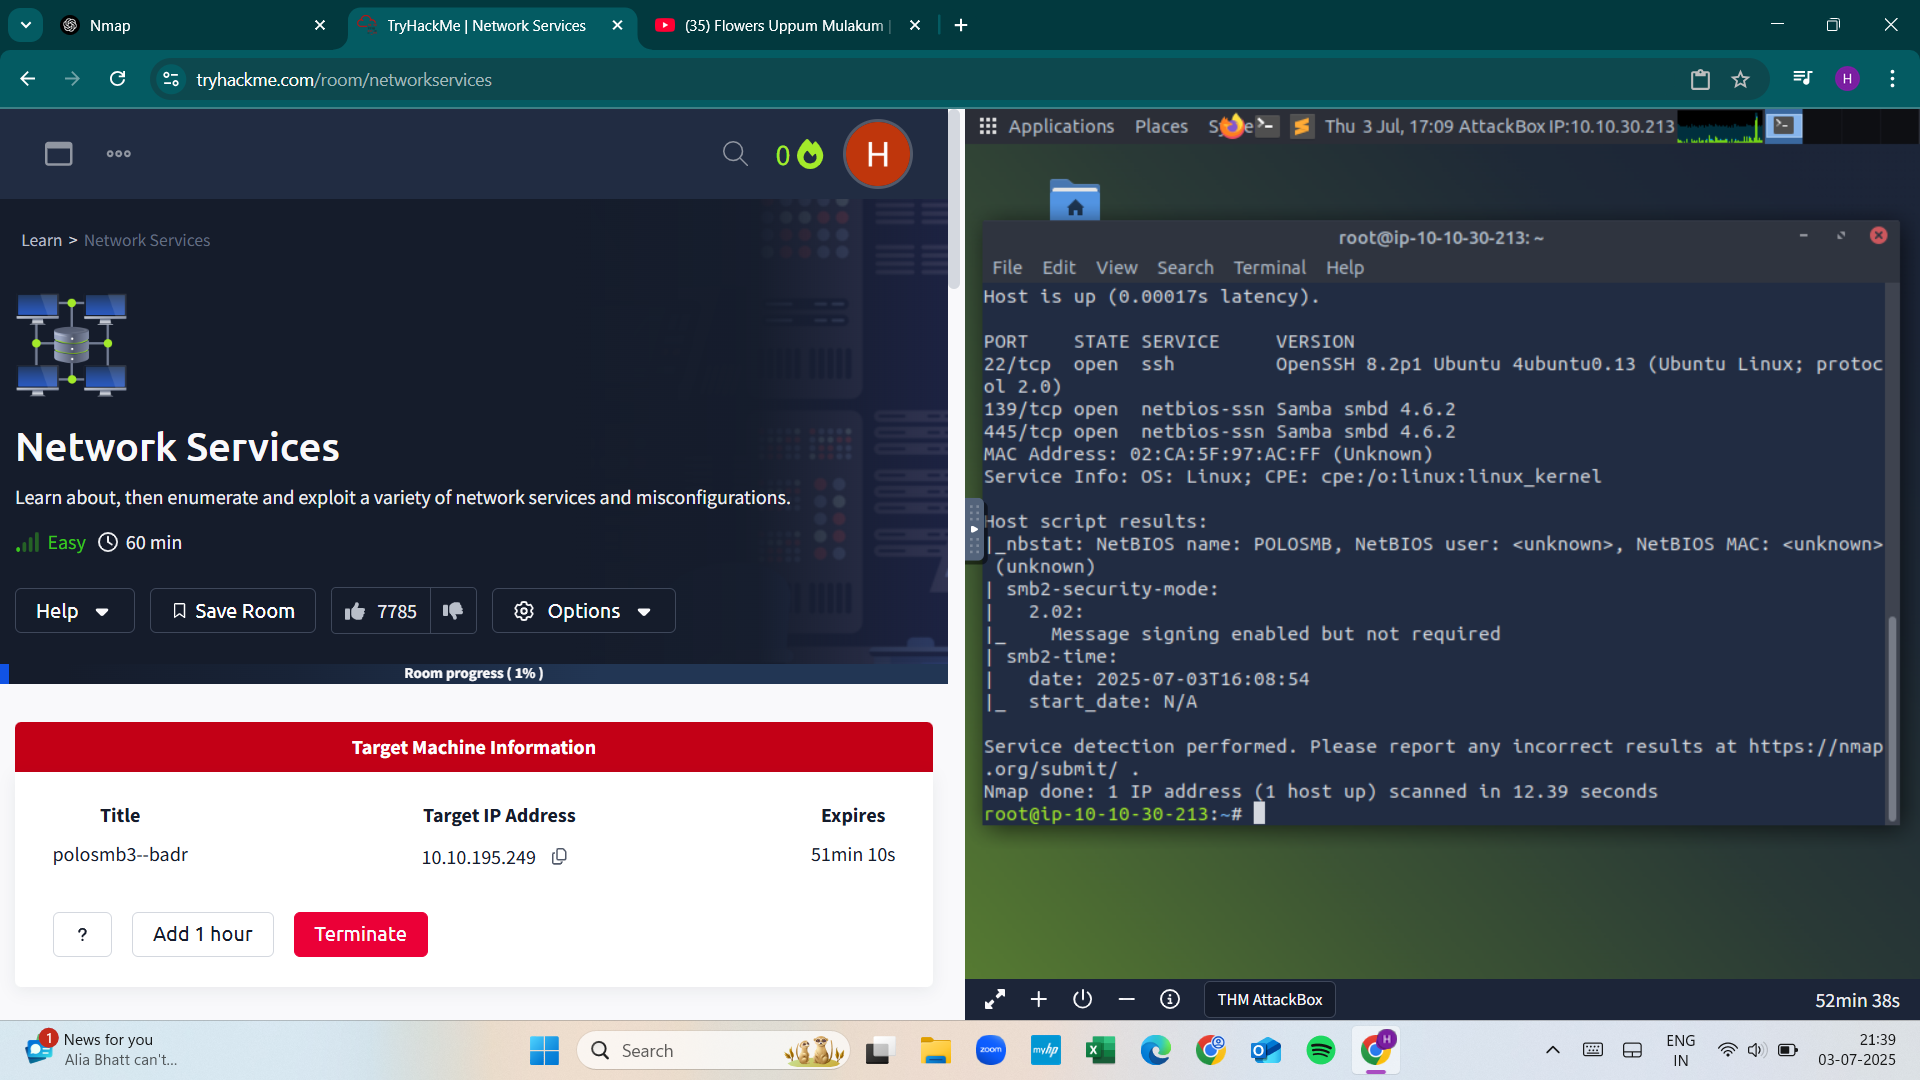 Nmap
TryHackMe | Network Services
(35) Flowers Uppum Mulakum |
tryhackme.com/room/networkservices
H
0
H
Learn > Network Services
Network Services
Learn about, then enumerate and exploit a variety of network services and misconfigurations.
Easy 60 min
Help
Save Room
7785
Options
Room progress ( 1% )
Target Machine Information
Title Target IP Address Expires
polosmb3--badr 10.10.195.249 51min 10s
? Add 1 hour Terminate
Applications Places Thu 3 Jul, 17:09 AttackBox IP:10.10.30.213
root@ip-10-10-30-213: ~
File Edit View Search Terminal Help
Host is up (0.00017s latency).
PORT STATE SERVICE VERSION
22/tcp open ssh OpenSSH 8.2p1 Ubuntu 4ubuntu0.13 (Ubuntu Linux; protoc
ol 2.0)
139/tcp open netbios-ssn Samba smbd 4.6.2
445/tcp open netbios-ssn Samba smbd 4.6.2
MAC Address: 02:CA:5F:97:AC:FF (Unknown)
Service Info: OS: Linux; CPE: cpe:/o:linux:linux_kernel
Host script results:
|_nbstat: NetBIOS name: POLOSMB, NetBIOS user: <unknown>, NetBIOS MAC: <unknown>
(unknown)
| smb2-security-mode:
| 2.02:
|_ Message signing enabled but not required
| smb2-time:
| date: 2025-07-03T16:08:54
|_ start_date: N/A
Service detection performed. Please report any incorrect results at https://nmap
.org/submit/ .
Nmap done: 1 IP address (1 host up) scanned in 12.39 seconds
root@ip-10-10-30-213:~#
THM AttackBox
52min 38s
1
News for you
Alia Bhatt can't...
Search
zoom
myhp
H
ENG
IN
21:39
03-07-2025